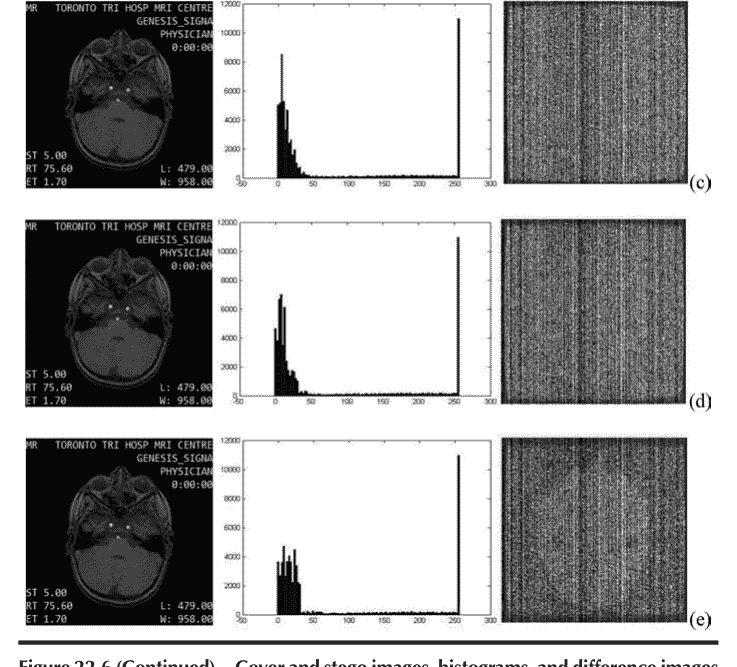 MR TORONTO TRI HOSP MRI CENTRE
GENESIS_SIGNA
PHYSICIAN
0:00:00
ST 5.00
RT 75.60 L: 479.00
ET 1.70 W: 958.00
12000
10000
8000
6000
4000
2000
0
-50 0 50 100 150 200 250 300
(c)
MR TORONTO TRI HOSP MRI CENTRE
GENESIS_SIGNA
PHYSICIAN
0:00:00
ST 5.00
RT 75.60 L: 479.00
ET 1.70 W: 958.00
12000
10000
8000
6000
4000
2000
0
-50 0 50 100 150 200 250 300
(d)
MR TORONTO TRI HOSP MRI CENTRE
GENESIS_SIGNA
PHYSICIAN
0:00:00
ST 5.00
RT 75.60 L: 479.00
ET 1.70 W: 958.00
12000
10000
8000
6000
4000
2000
0
-50 0 50 100 150 200 250 300
(e)
Figure 22.6 (Continued) Cover and stego images, histograms, and difference images